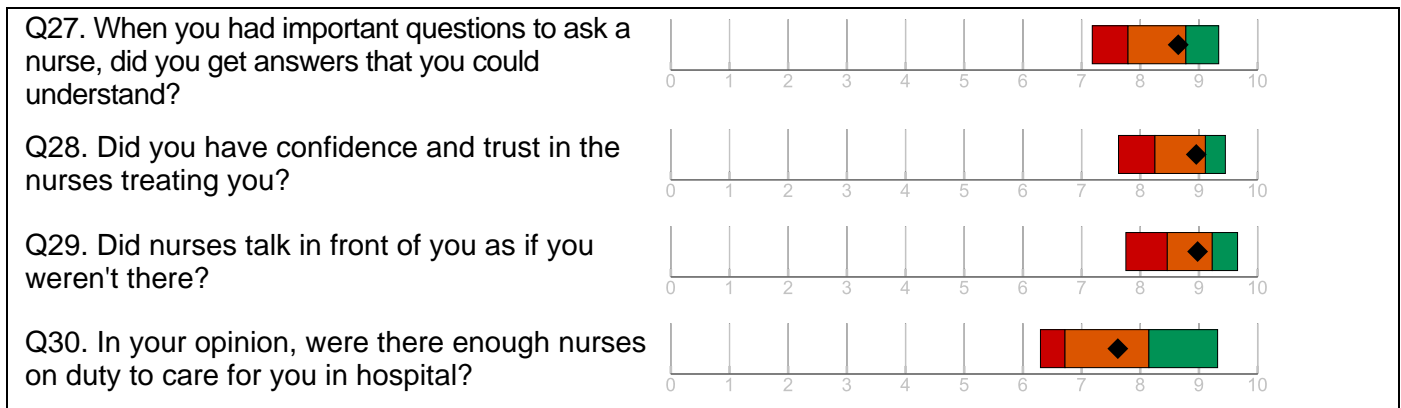 Q27. When you had important questions to ask a
nurse, did you get answers that you could
understand?
0 1 2 3 4 5 6 7 8 9 10
Q28. Did you have confidence and trust in the
nurses treating you?
0 1 2 3 4 5 6 7 8 9 10
Q29. Did nurses talk in front of you as if you
weren't there?
0 1 2 3 4 5 6 7 8 9 10
Q30. In your opinion, were there enough nurses
on duty to care for you in hospital?
0 1 2 3 4 5 6 7 8 9 10